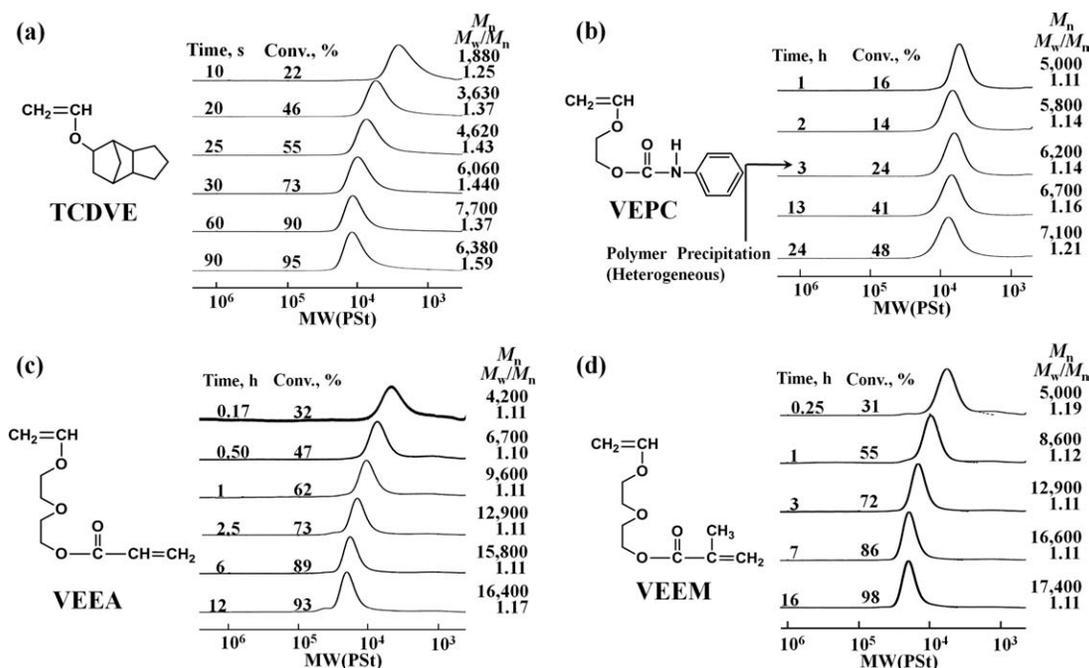 (a)
Time, s Conv., % Mn
Mw/Mn
10 22 1,880
1.25
20 46 3,630
1.37
25 55 4,620
1.43
30 73 6,060
1.440
60 90 7,700
1.37
90 95 6,380
1.59
CH2=CH
O
TCDVE
10^6 10^5 10^4 10^3
MW(PSt)
(b)
Time, h Conv., % Mn
Mw/Mn
1 16 5,000
1.11
2 14 5,800
1.14
3 24 6,200
1.14
13 41 6,700
1.16
24 48 7,100
1.21
CH2=CH
O
O H
O-C-N
VEPC
Polymer Precipitation
(Heterogeneous)
10^6 10^5 10^4 10^3
MW(PSt)
(c)
Time, h Conv., % Mn
Mw/Mn
0.17 32 4,200
1.11
0,50 47 6,700
1.10
1 62 9,600
1.11
2,5 73 12,900
1.11
6 89 15,800
1.11
12 93 16,400
1.17
CH2=CH
O
O
O
O-C-CH=CH2
VEEA
10^6 10^5 10^4 10^3
MW(PSt)
(d)
Time, h Conv., % Mn
Mw/Mn
0.25 31 5,000
1.19
1 55 8,600
1.12
3 72 12,900
1.11
7 86 16,600
1.11
16 98 17,400
1.11
CH2=CH
O
O
O CH3
O-C-C=CH2
VEEM
10^6 10^5 10^4 10^3
MW(PSt)